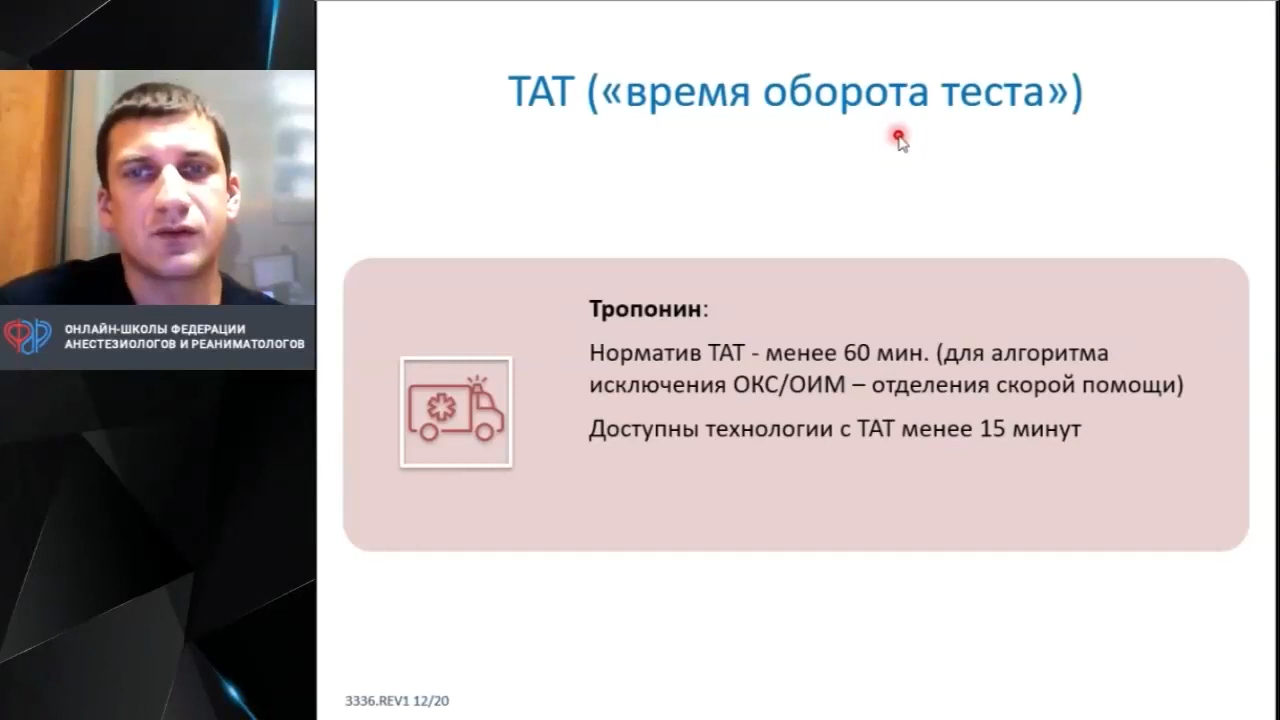 ТАТ («время оборота теста»)
ОНЛАЙН-ШКОЛЫ ФЕДЕРАЦИИ
АНЕСТЕЗИОЛОГОВ И РЕАНИМАТОЛОГОВ
Тропонин:
Норматив ТАТ - менее 60 мин. (для алгоритма
исключения ОКС/ОИМ – отделения скорой помощи)
Доступны технологии с ТАТ менее 15 минут
3336.REV1 12/20